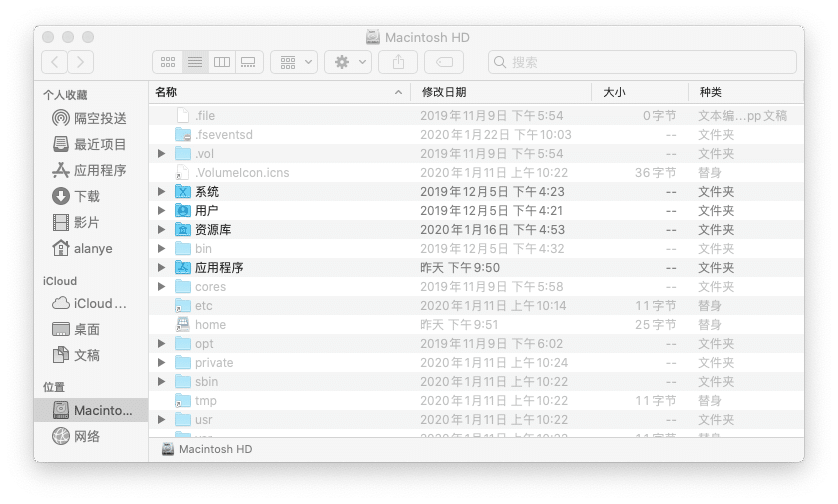 Macintosh HD
搜索
个人收藏
隔空投送
最近项目
应用程序
下载
影片
alanye
iCloud
iCloud...
桌面
文稿
位置
Macinto...
网络
名称 修改日期 大小 种类
.file 2019年11月9日 下午5:54 0字节 文本编...pp文稿
.fseventsd 2020年1月22日 下午10:03 -- 文件夹
.vol 2019年11月9日 下午5:54 -- 文件夹
.VolumeIcon.icns 2020年1月11日 上午10:22 36字节 替身
系统 2019年12月5日 下午4:23 -- 文件夹
用户 2019年12月5日 下午4:21 -- 文件夹
资源库 2020年1月16日 下午4:53 -- 文件夹
bin 2019年12月5日 下午4:32 -- 文件夹
应用程序 昨天 下午9:50 -- 文件夹
cores 2019年11月9日 下午5:58 -- 文件夹
etc 2020年1月11日 上午10:14 11字节 替身
home 昨天 下午9:51 25字节 替身
opt 2019年11月9日 下午6:02 -- 文件夹
private 2020年1月11日 上午10:24 -- 文件夹
sbin 2020年1月11日 上午10:22 -- 文件夹
tmp 2020年1月11日 上午10:22 11字节 替身
usr 2020年1月11日 上午10:22 -- 文件夹
Macintosh HD